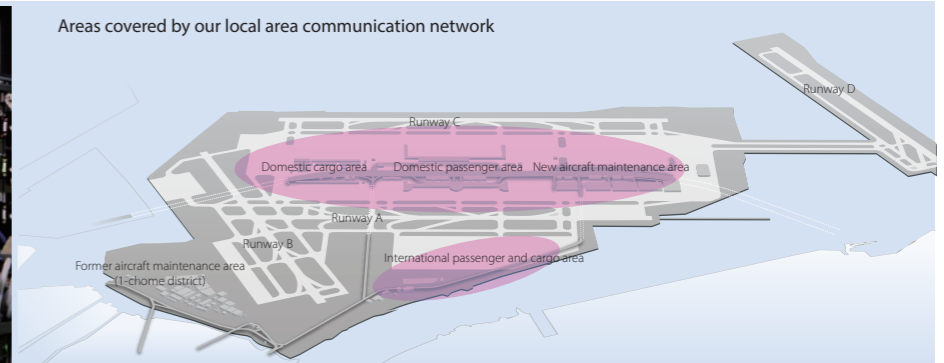 Areas covered by our local area communication network
Runway D
Runway C
Domestic cargo area
Domestic passenger area
New aircraft maintenance area
Runway A
Runway B
International passenger and cargo area
Former aircraft maintenance area
(1-chome district)